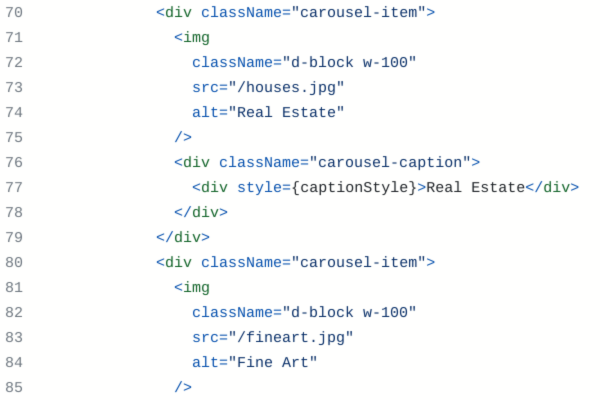 70 <div className="carousel-item">
71 <img
72 className="d-block w-100"
73 src="/houses.jpg"
74 alt="Real Estate"
75 />
76 <div className="carousel-caption">
77 <div style={captionStyle}>Real Estate</div>
78 </div>
79 </div>
80 <div className="carousel-item">
81 <img
82 className="d-block w-100"
83 src="/fineart.jpg"
84 alt="Fine Art"
85 />